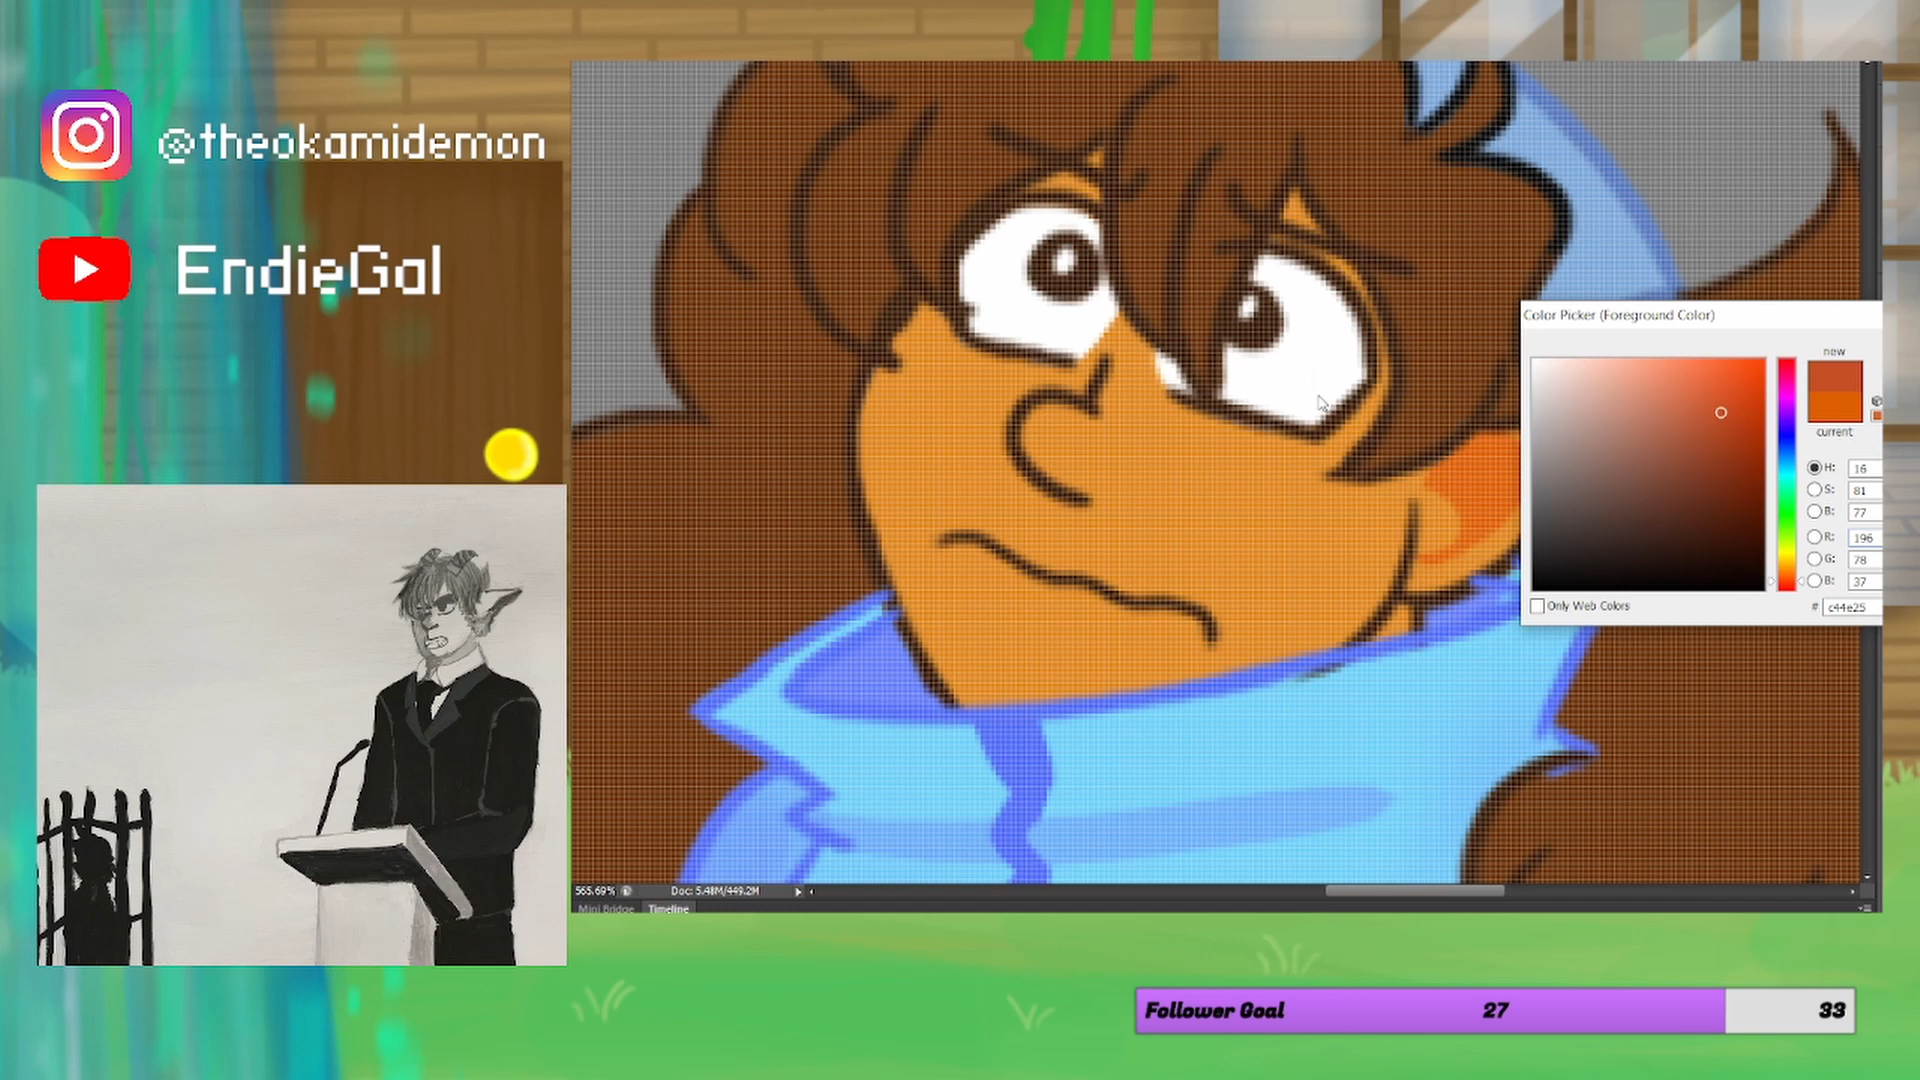 @theokamidemon
EndieGal
Color Picker (Foreground Color)
new
current
H: 16
S: 81
B: 77
R: 196
G: 78
B: 37
Only Web Colors
# c44e25
565.69%
Doc: 5.48M/449.2M
Mini Bridge
Timeline
Follower Goal
27
33